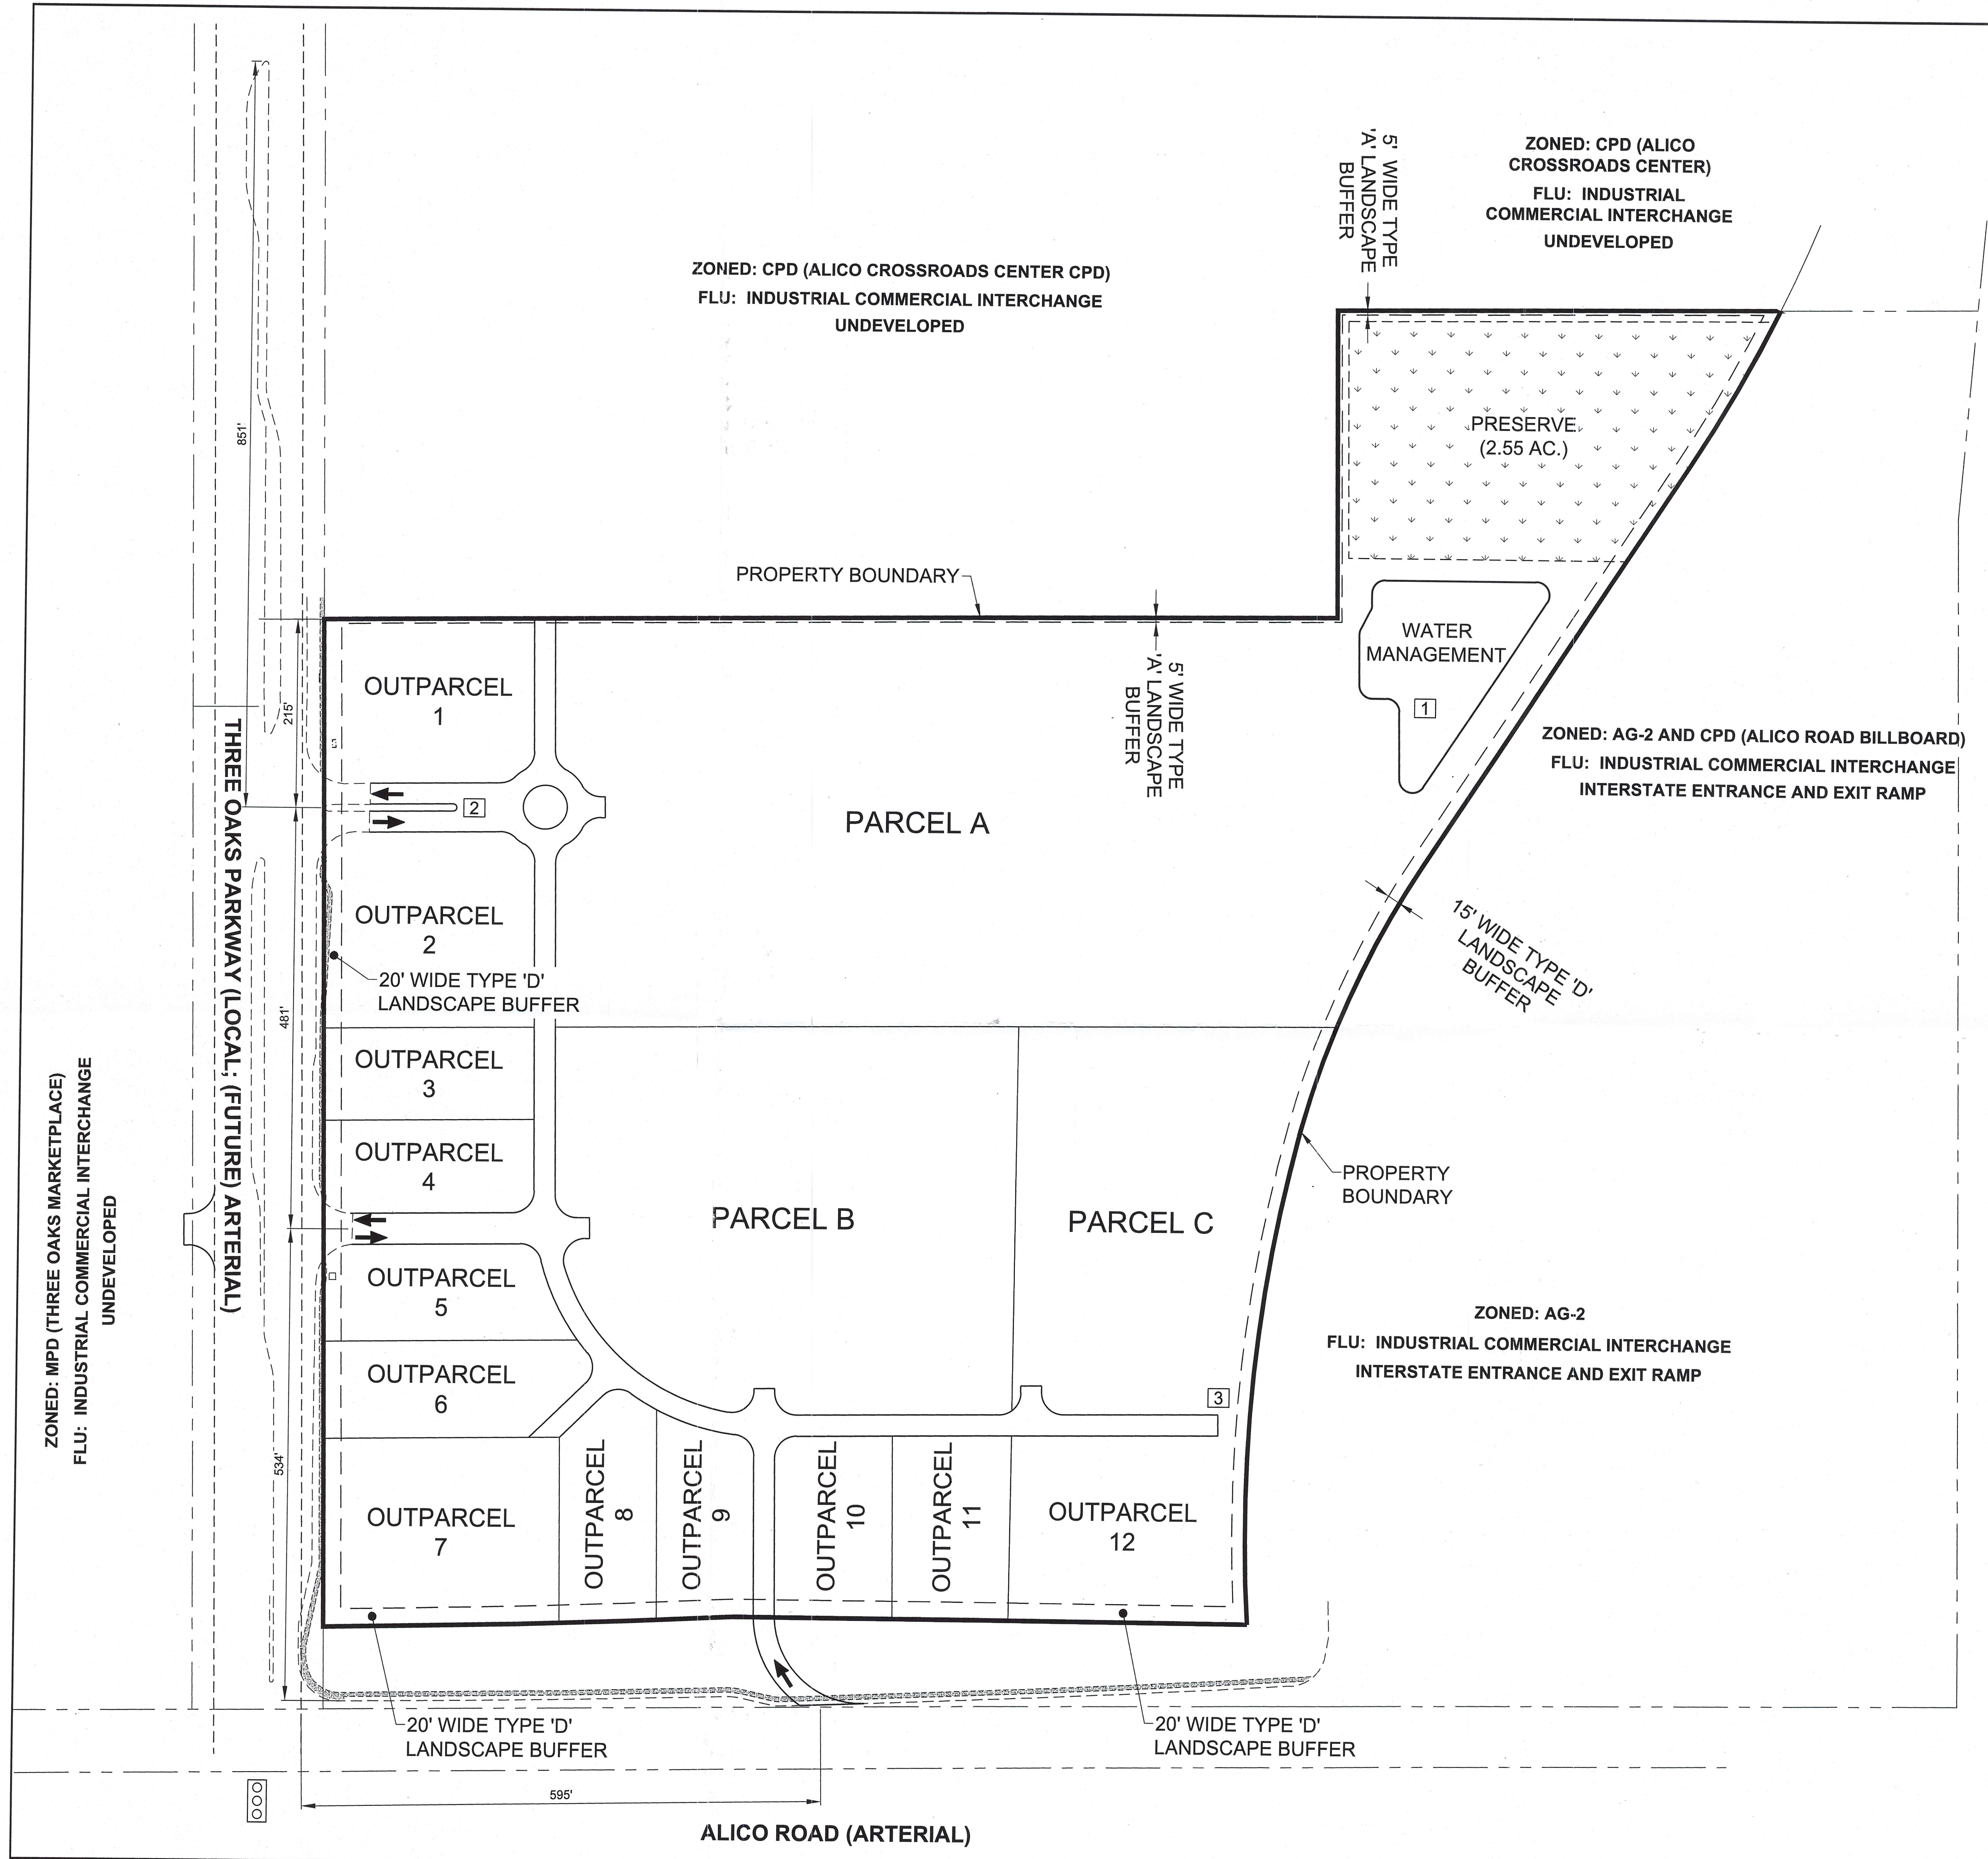 5' WIDE TYPE
'A' LANDSCAPE
BUFFER
ZONED: CPD (ALICO
CROSSROADS CENTER)
FLU: INDUSTRIAL
COMMERCIAL INTERCHANGE
UNDEVELOPED
ZONED: CPD (ALICO CROSSROADS CENTER CPD)
FLU: INDUSTRIAL COMMERCIAL INTERCHANGE
UNDEVELOPED
851'
PRESERVE
(2.55 AC.)
PROPERTY BOUNDARY
WATER
MANAGEMENT
1
5' WIDE TYPE
'A' LANDSCAPE
BUFFER
OUTPARCEL
1
215'
2
PARCEL A
ZONED: AG-2 AND CPD (ALICO ROAD BILLBOARD)
FLU: INDUSTRIAL COMMERCIAL INTERCHANGE
INTERSTATE ENTRANCE AND EXIT RAMP
THREE OAKS PARKWAY (LOCAL; (FUTURE) ARTERIAL)
OUTPARCEL
2
20' WIDE TYPE 'D'
LANDSCAPE BUFFER
15' WIDE TYPE 'D'
LANDSCAPE
BUFFER
481'
OUTPARCEL
3
OUTPARCEL
4
PARCEL B
PARCEL C
PROPERTY
BOUNDARY
ZONED: MPD (THREE OAKS MARKETPLACE)
FLU: INDUSTRIAL COMMERCIAL INTERCHANGE
UNDEVELOPED
OUTPARCEL
5
ZONED: AG-2
FLU: INDUSTRIAL COMMERCIAL INTERCHANGE
INTERSTATE ENTRANCE AND EXIT RAMP
OUTPARCEL
6
3
534'
OUTPARCEL
7
OUTPARCEL
8
OUTPARCEL
9
OUTPARCEL
10
OUTPARCEL
11
OUTPARCEL
12
20' WIDE TYPE 'D'
LANDSCAPE BUFFER
20' WIDE TYPE 'D'
LANDSCAPE BUFFER
595'
ALICO ROAD (ARTERIAL)